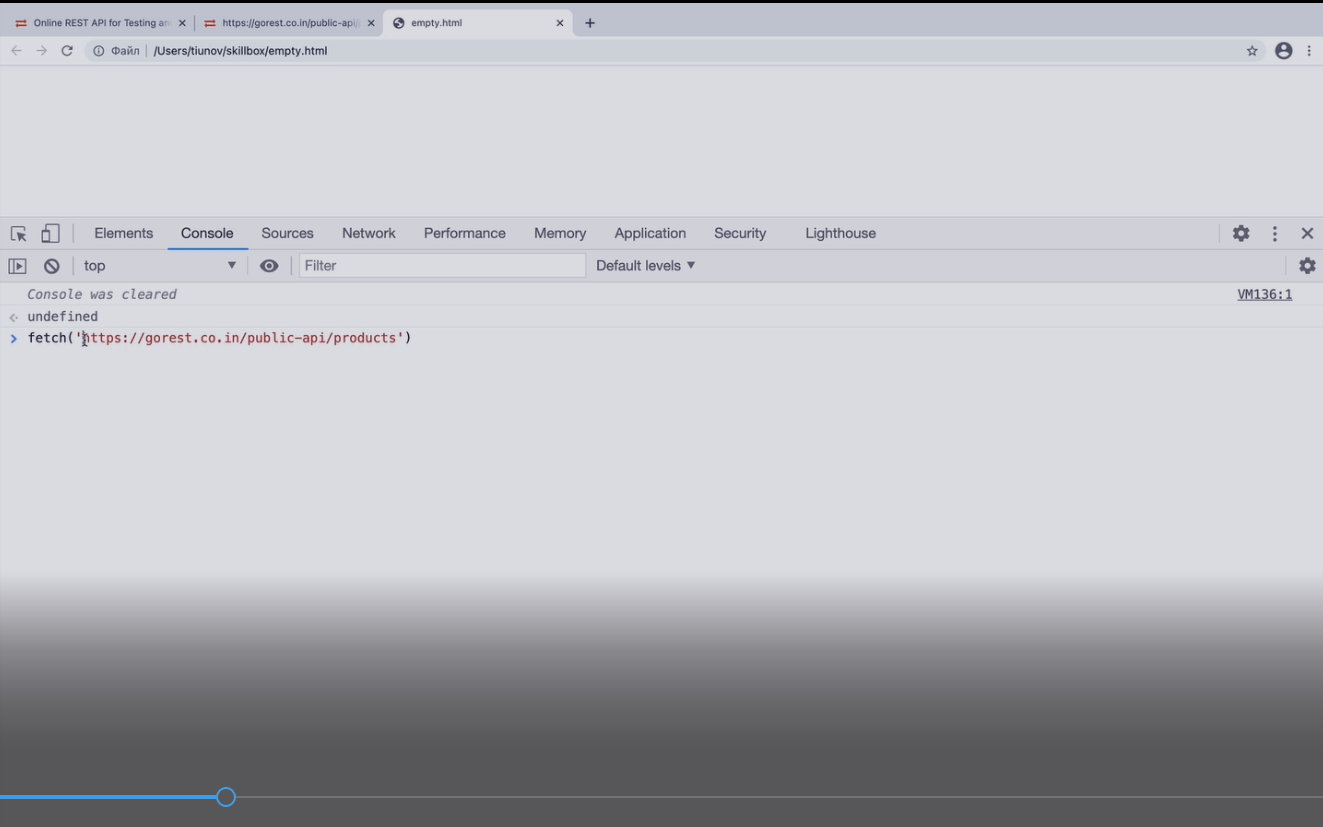 Online REST API for Testing an
https://gorest.co.in/public-api/
empty.html
Файл /Users/tiunov/skillbox/empty.html
Elements Console Sources Network Performance Memory Application Security Lighthouse
top Filter Default levels
Console was cleared VM136:1
undefined
fetch('https://gorest.co.in/public-api/products')